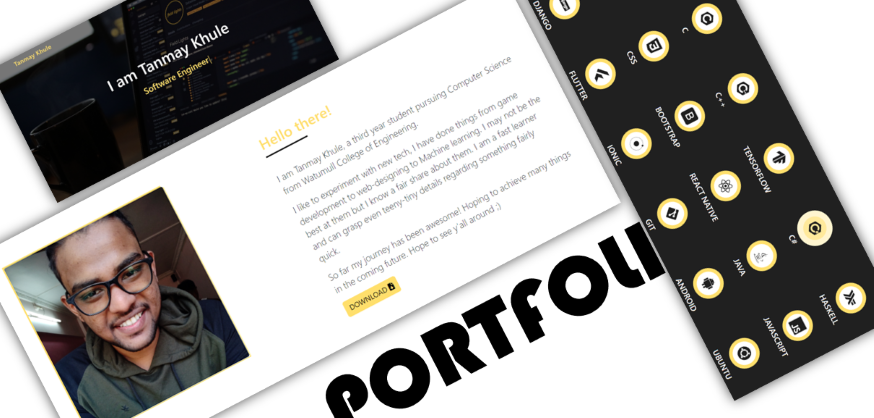 Tanmay Khule
I am Tanmay Khule
Software Engineer
Hello there!
I am Tanmay Khule, a third year student pursuing Computer Science
from Watumull College of Engineering.
I like to experiment with new tech. I have done things from game
development to web-designing to Machine learning. I may not be the
best at them but I know a fair share about them. I am a fast learner
and can grasp even teeny-tiny details regarding something fairly
quick.
So far my journey has been awesome! Hoping to achieve many things
in the coming future. Hope to see y'all around ;)
DOWNLOAD
PORTFOLI
DJANGO
CSS
C
FLUTTER
BOOTSTRAP
C++
IONIC
REACT NATIVE
TENSORFLOW
GIT
JAVA
C#
ANDROID
JAVASCRIPT
HASKELL
UBUNTU